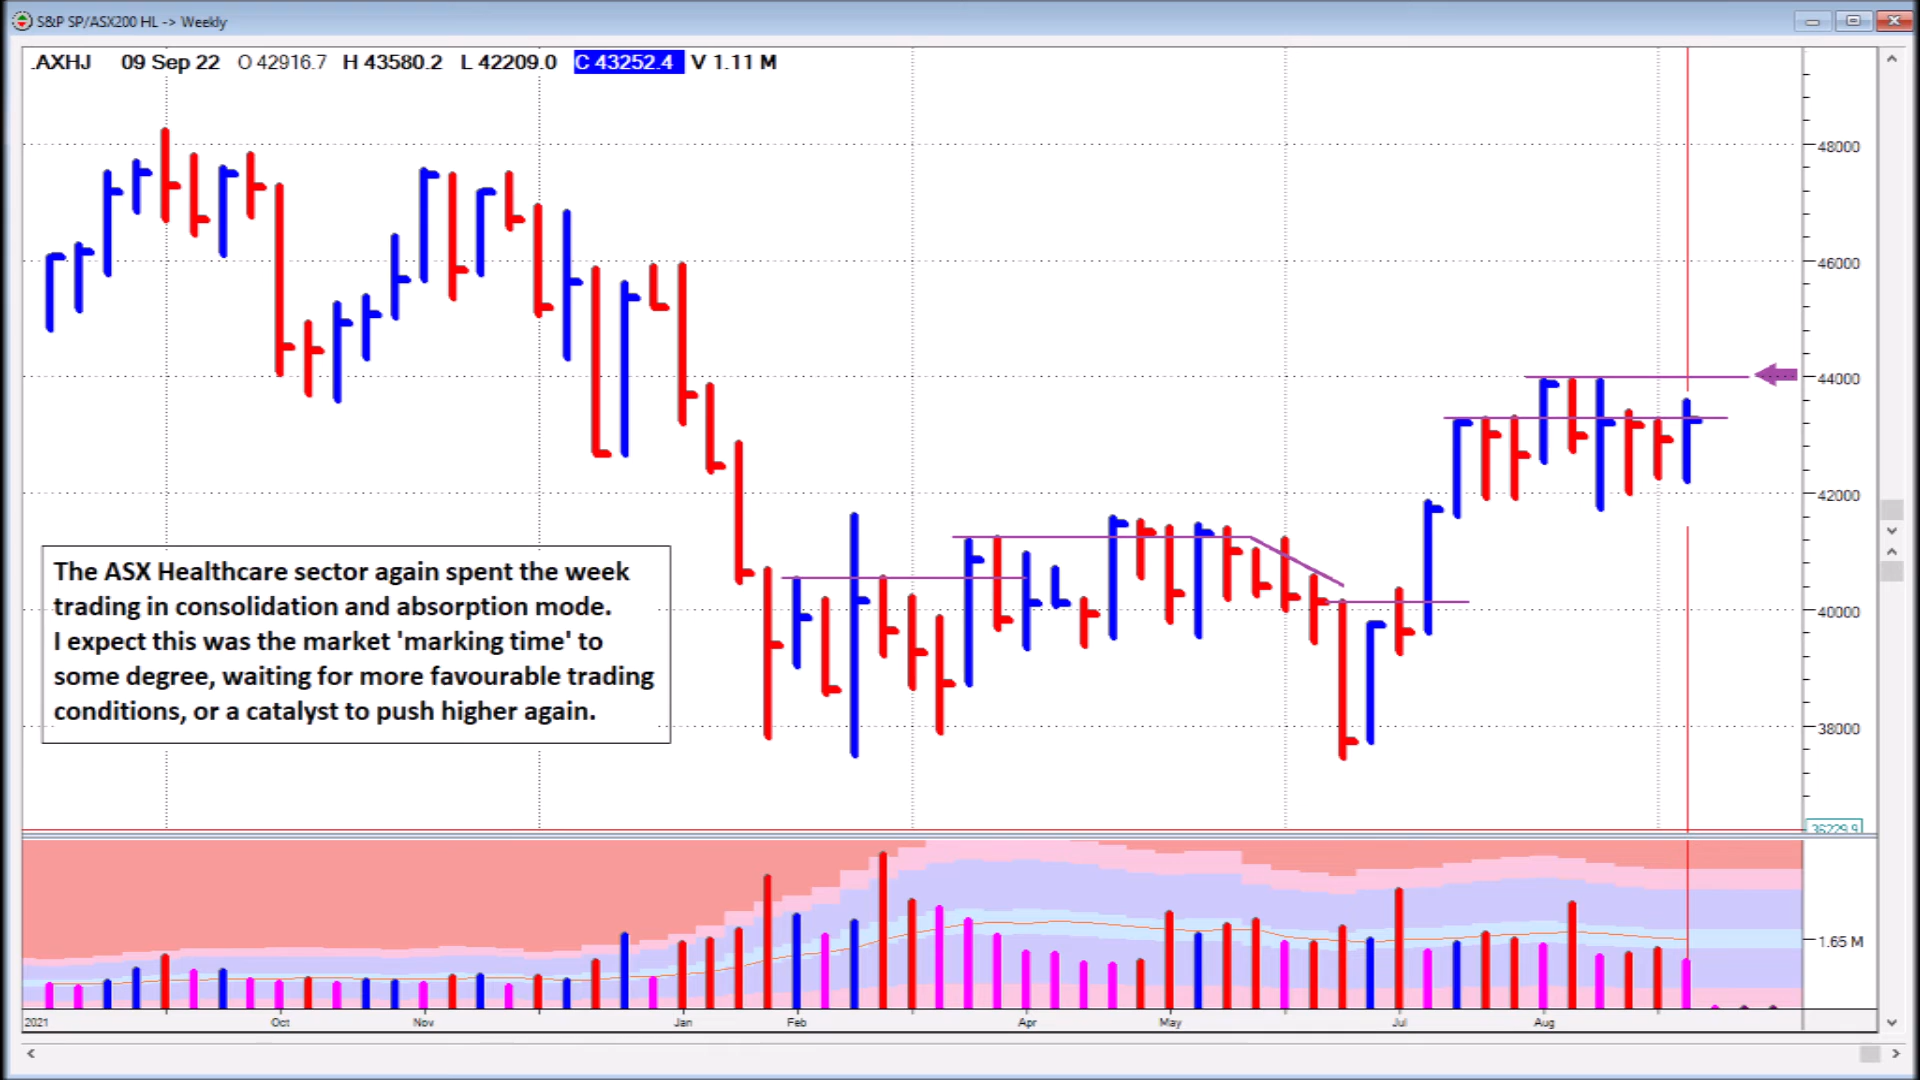 S&P SP/ASX200 HL -> Weekly
.AXHJ 09 Sep 22 O 42916.7 H 43580.2 L 42209.0 C 43252.4 V 1.11 M
48000
46000
44000
42000
The ASX Healthcare sector again spent the week
trading in consolidation and absorption mode.
I expect this was the market 'marking time' to
some degree, waiting for more favourable trading
conditions, or a catalyst to push higher again.
40000
38000
36229.9
1.65 M
2021 Oct Nov Jan Feb Apr May Jul Aug